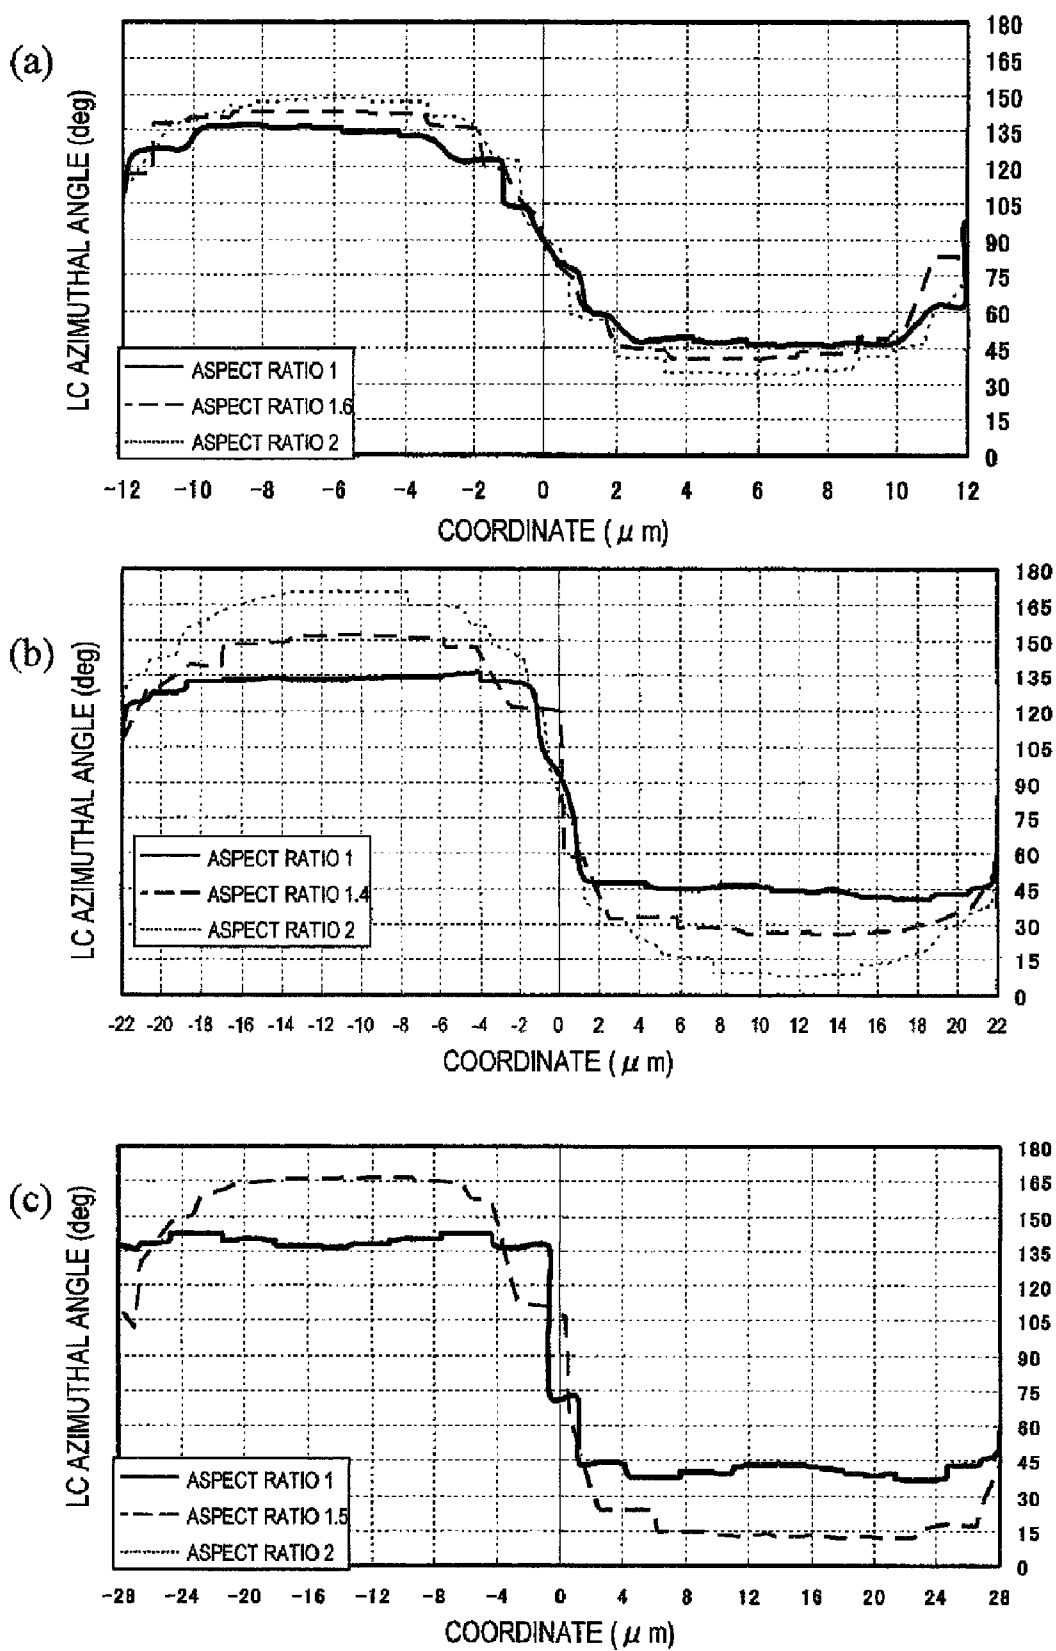 (a)
LC AZIMUTHAL ANGLE (deg)
180
165
150
135
120
105
90
75
60
45
30
15
0
ASPECT RATIO 1
ASPECT RATIO 1.6
ASPECT RATIO 2
-12 -10 -8 -6 -4 -2 0 2 4 6 8 10 12
COORDINATE ( μ m)
(b)
LC AZIMUTHAL ANGLE (deg)
180
165
150
135
120
105
90
75
60
45
30
15
0
ASPECT RATIO 1
ASPECT RATIO 1.4
ASPECT RATIO 2
-22 -20 -18 -16 -14 -12 -10 -8 -6 -4 -2 0 2 4 6 8 10 12 14 16 18 20 22
COORDINATE ( μ m)
(c)
LC AZIMUTHAL ANGLE (deg)
180
165
150
135
120
105
90
75
60
45
30
15
0
ASPECT RATIO 1
ASPECT RATIO 1.5
ASPECT RATIO 2
-28 -24 -20 -16 -12 -8 -4 0 4 8 12 16 20 24 28
COORDINATE ( μ m)